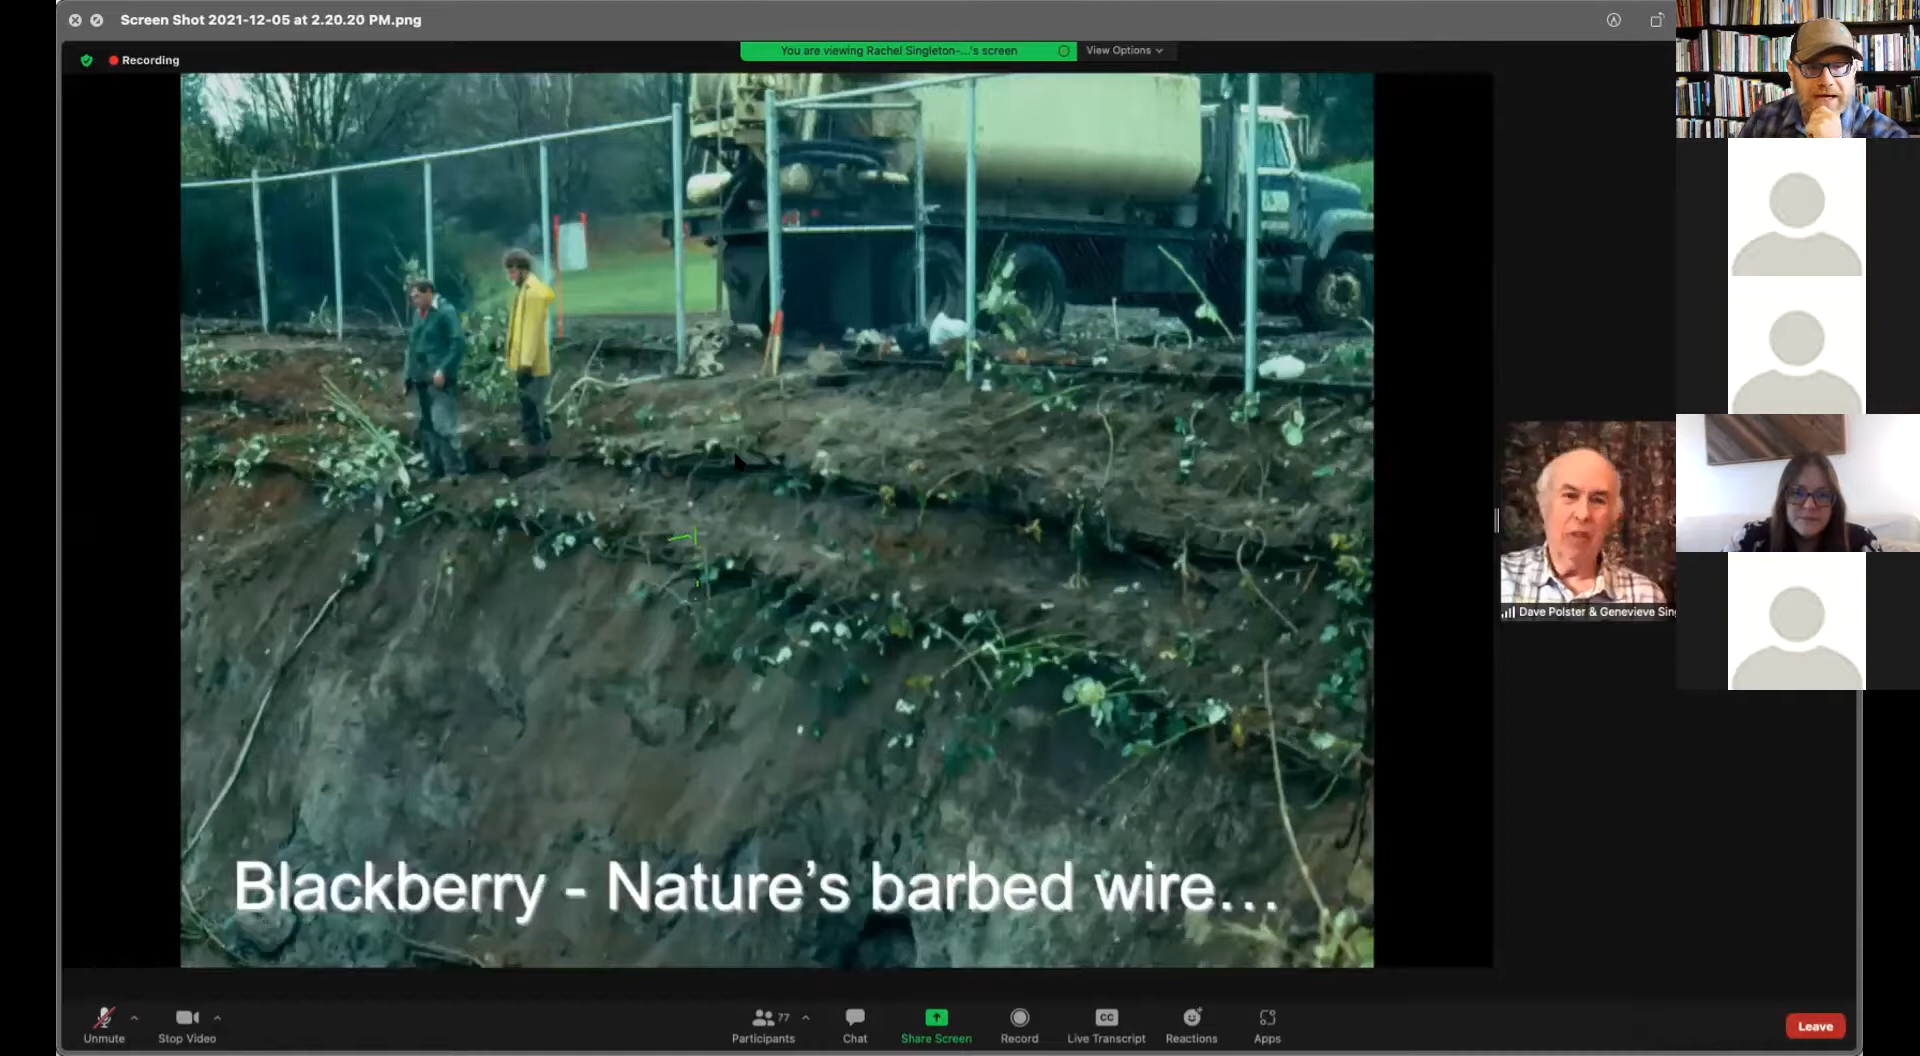 Screen Shot 2021-12-05 at 2.20.20 PM.png
Recording
You are viewing Rachel Singleton-...'s screen
View Options
Dave Polster & Genevieve Sin
Blackberry - Nature's barbed wire...
Unmute
Stop Video
77
Participants
Chat
Share Screen
Record
CC
Live Transcript
Reactions
Apps
Leave